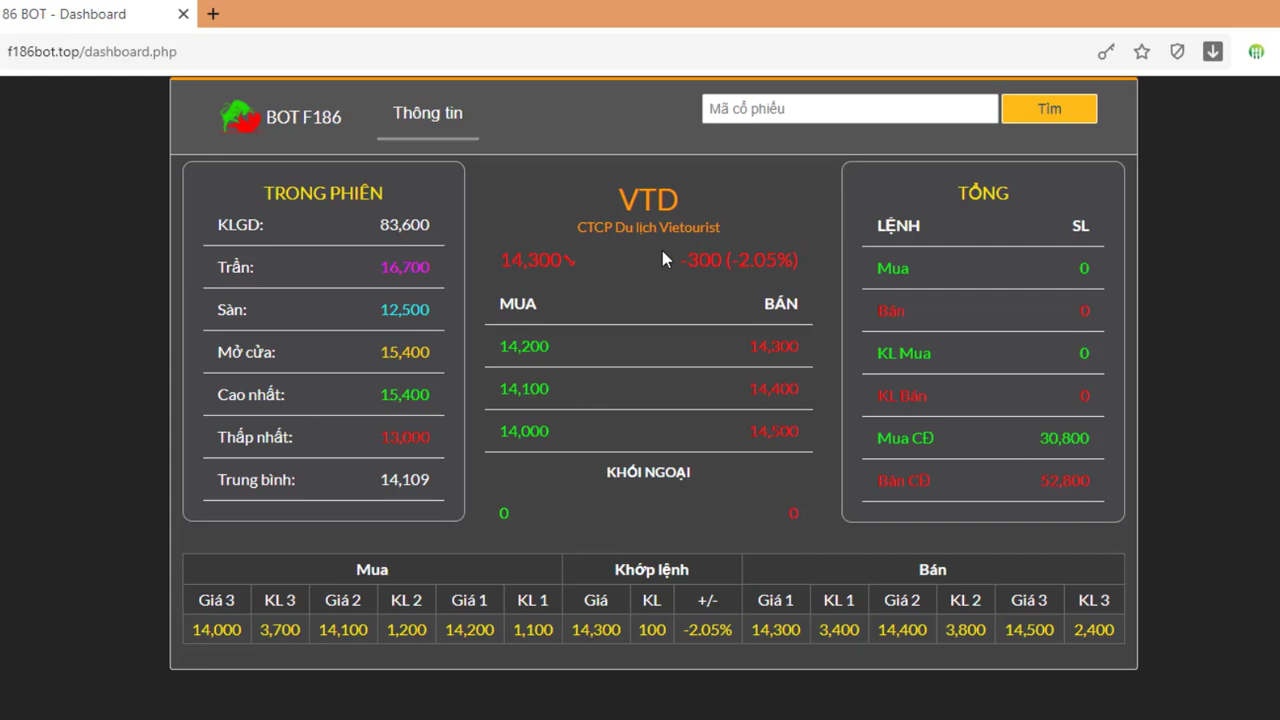 86 BOT - Dashboard
f186bot.top/dashboard.php
BOT F186
Thông tin
Mã cổ phiếu
Tìm
TRONG PHIÊN
KLGD: 83,600
Trần: 16,700
Sàn: 12,500
Mở cửa: 15,400
Cao nhất: 15,400
Thấp nhất: 13,000
Trung bình: 14,109
VTD
CTCP Du lịch Vietourist
14,300↘ -300 (-2.05%)
MUA BÁN
14,200 14,300
14,100 14,400
14,000 14,500
KHỐI NGOẠI
0 0
TỔNG
LỆNH SL
Mua 0
Bán 0
KL Mua 0
KL Bán 0
Mua CĐ 30,800
Bán CĐ 52,800
Mua Khớp lệnh Bán
Giá 3 KL 3 Giá 2 KL 2 Giá 1 KL 1 Giá KL +/- Giá 1 KL 1 Giá 2 KL 2 Giá 3 KL 3
14,000 3,700 14,100 1,200 14,200 1,100 14,300 100 -2.05% 14,300 3,400 14,400 3,800 14,500 2,400